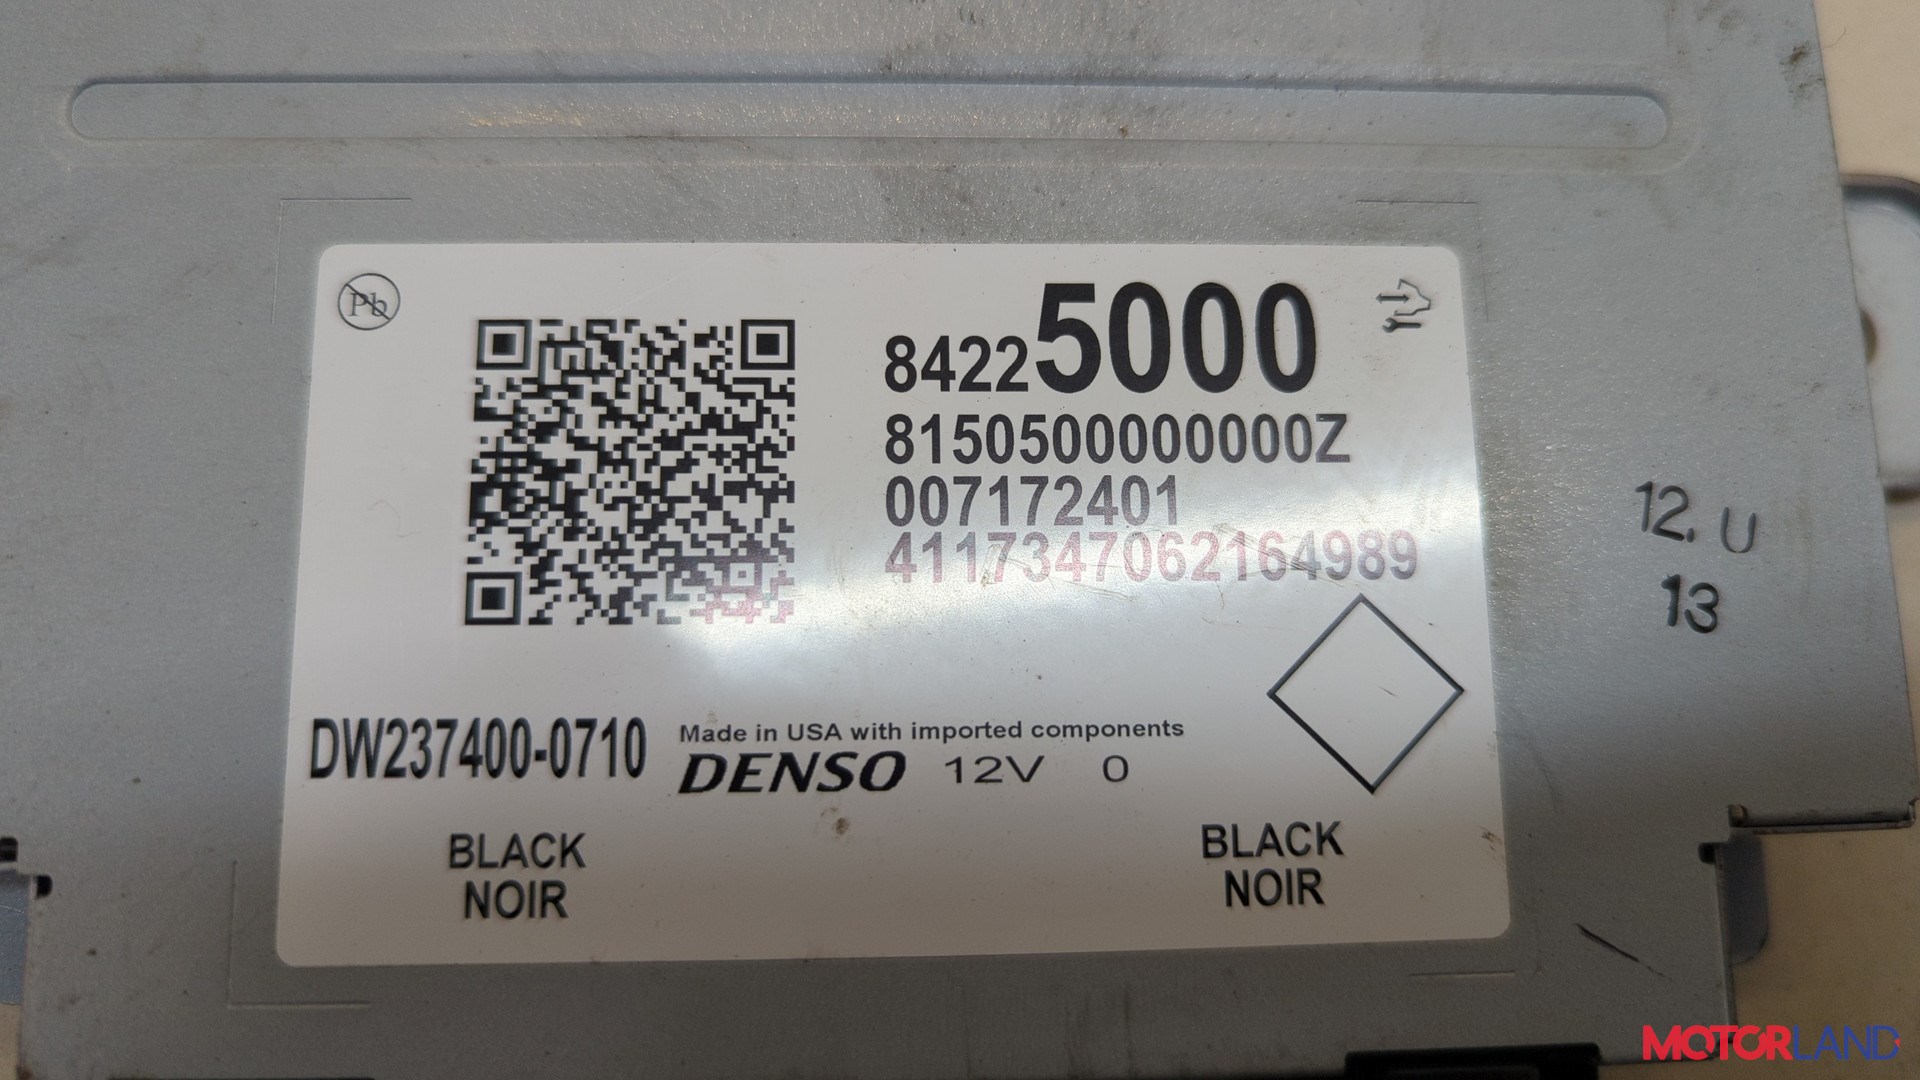 Pb
84225000
8150500000000Z
007172401
4117347062164989
12. U
13
DW237400-0710
Made in USA with imported components
DENSO 12V 0
BLACK
NOIR
BLACK
NOIR
MOTORLAND